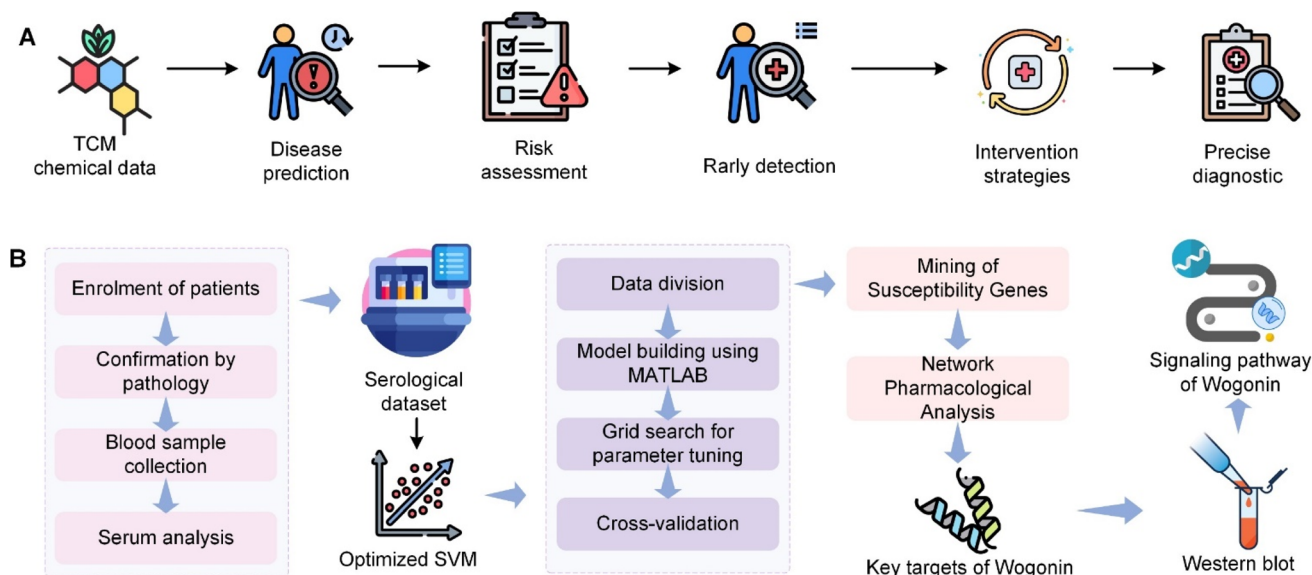 A
TCM
chemical data
Disease
prediction
Risk
assessment
Rarly detection
Intervention
strategies
Precise
diagnostic
B
Enrolment of patients
Confirmation by
pathology
Blood sample
collection
Serum analysis
Serological
dataset
Optimized SVM
Data division
Model building using
MATLAB
Grid search for
parameter tuning
Cross-validation
Mining of
Susceptibility Genes
Network
Pharmacological
Analysis
Key targets of Wogonin
Signaling pathway
of Wogonin
Western blot